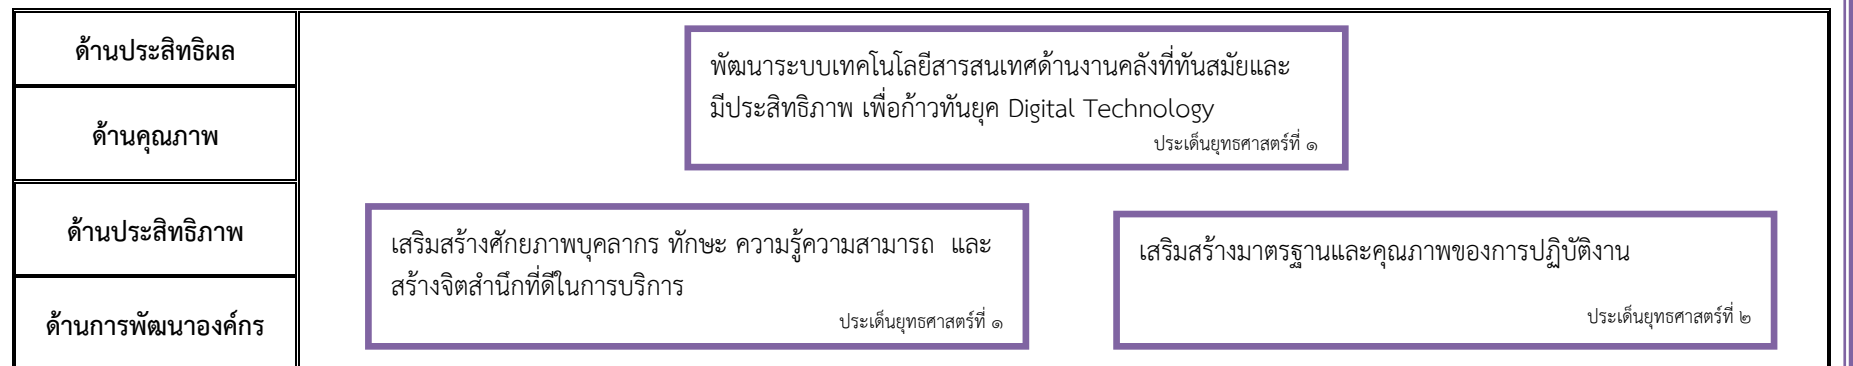 ด้านประสิทธิผล
ด้านคุณภาพ
ด้านประสิทธิภาพ
ด้านการพัฒนาองค์กร
พัฒนาระบบเทคโนโลยีสารสนเทศด้านงานคลังที่ทันสมัยและ
มีประสิทธิภาพ เพื่อก้าวทันยุค Digital Technology
ประเด็นยุทธศาสตร์ที่ ๑
เสริมสร้างศักยภาพบุคลากร ทักษะ ความรู้ความสามารถ และ
สร้างจิตสำนึกที่ดีในการบริการ
ประเด็นยุทธศาสตร์ที่ ๑
เสริมสร้างมาตรฐานและคุณภาพของการปฏิบัติงาน
ประเด็นยุทธศาสตร์ที่ ๒